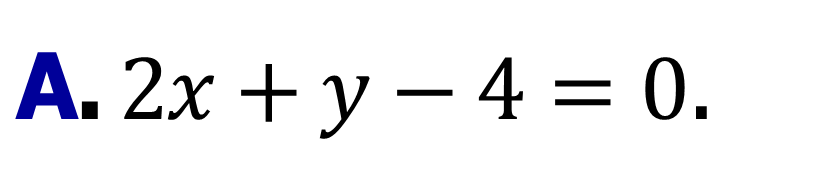 A. 2x + y − 4 = 0.